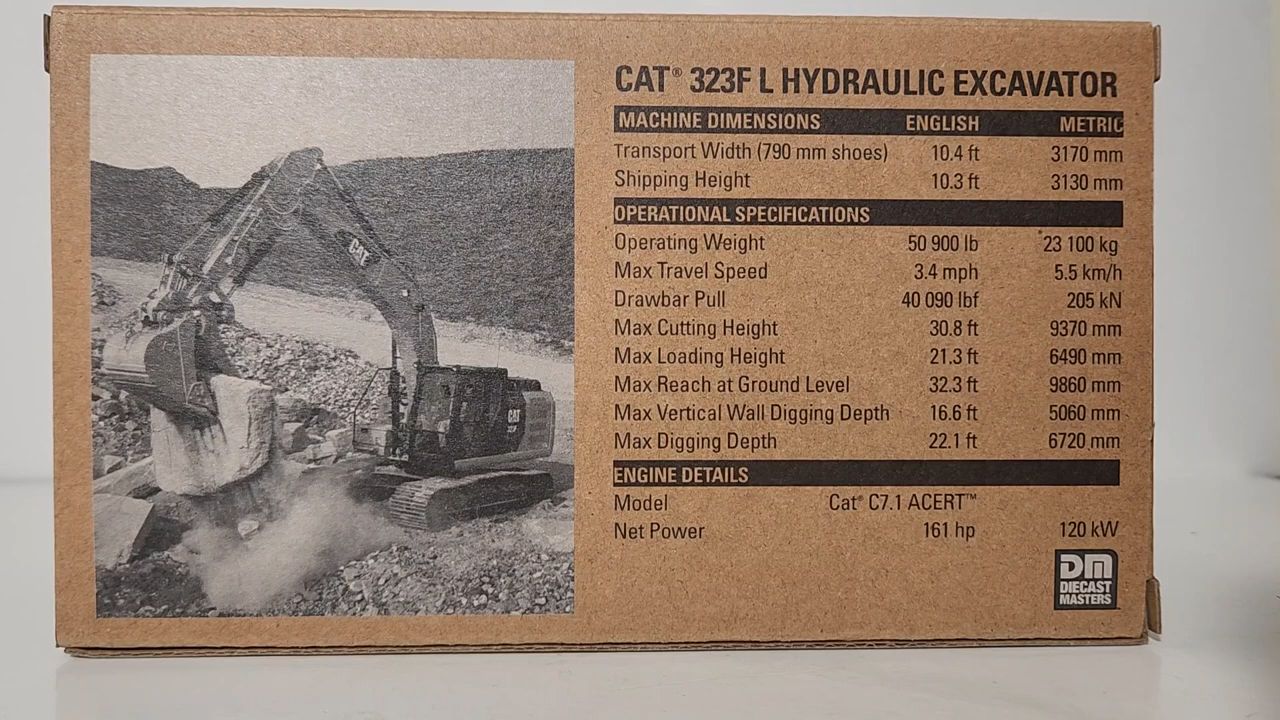 CAT® 323F L HYDRAULIC EXCAVATOR
MACHINE DIMENSIONS ENGLISH METRIC
Transport Width (790 mm shoes) 10.4 ft 3170 mm
Shipping Height 10.3 ft 3130 mm
OPERATIONAL SPECIFICATIONS
Operating Weight 50 900 lb 23 100 kg
Max Travel Speed 3.4 mph 5.5 km/h
Drawbar Pull 40 090 lbf 205 kN
Max Cutting Height 30.8 ft 9370 mm
Max Loading Height 21.3 ft 6490 mm
Max Reach at Ground Level 32.3 ft 9860 mm
Max Vertical Wall Digging Depth 16.6 ft 5060 mm
Max Digging Depth 22.1 ft 6720 mm
ENGINE DETAILS
Model Cat® C7.1 ACERT™
Net Power 161 hp 120 kW
DM
DIECAST
MASTERS
CAT
CAT